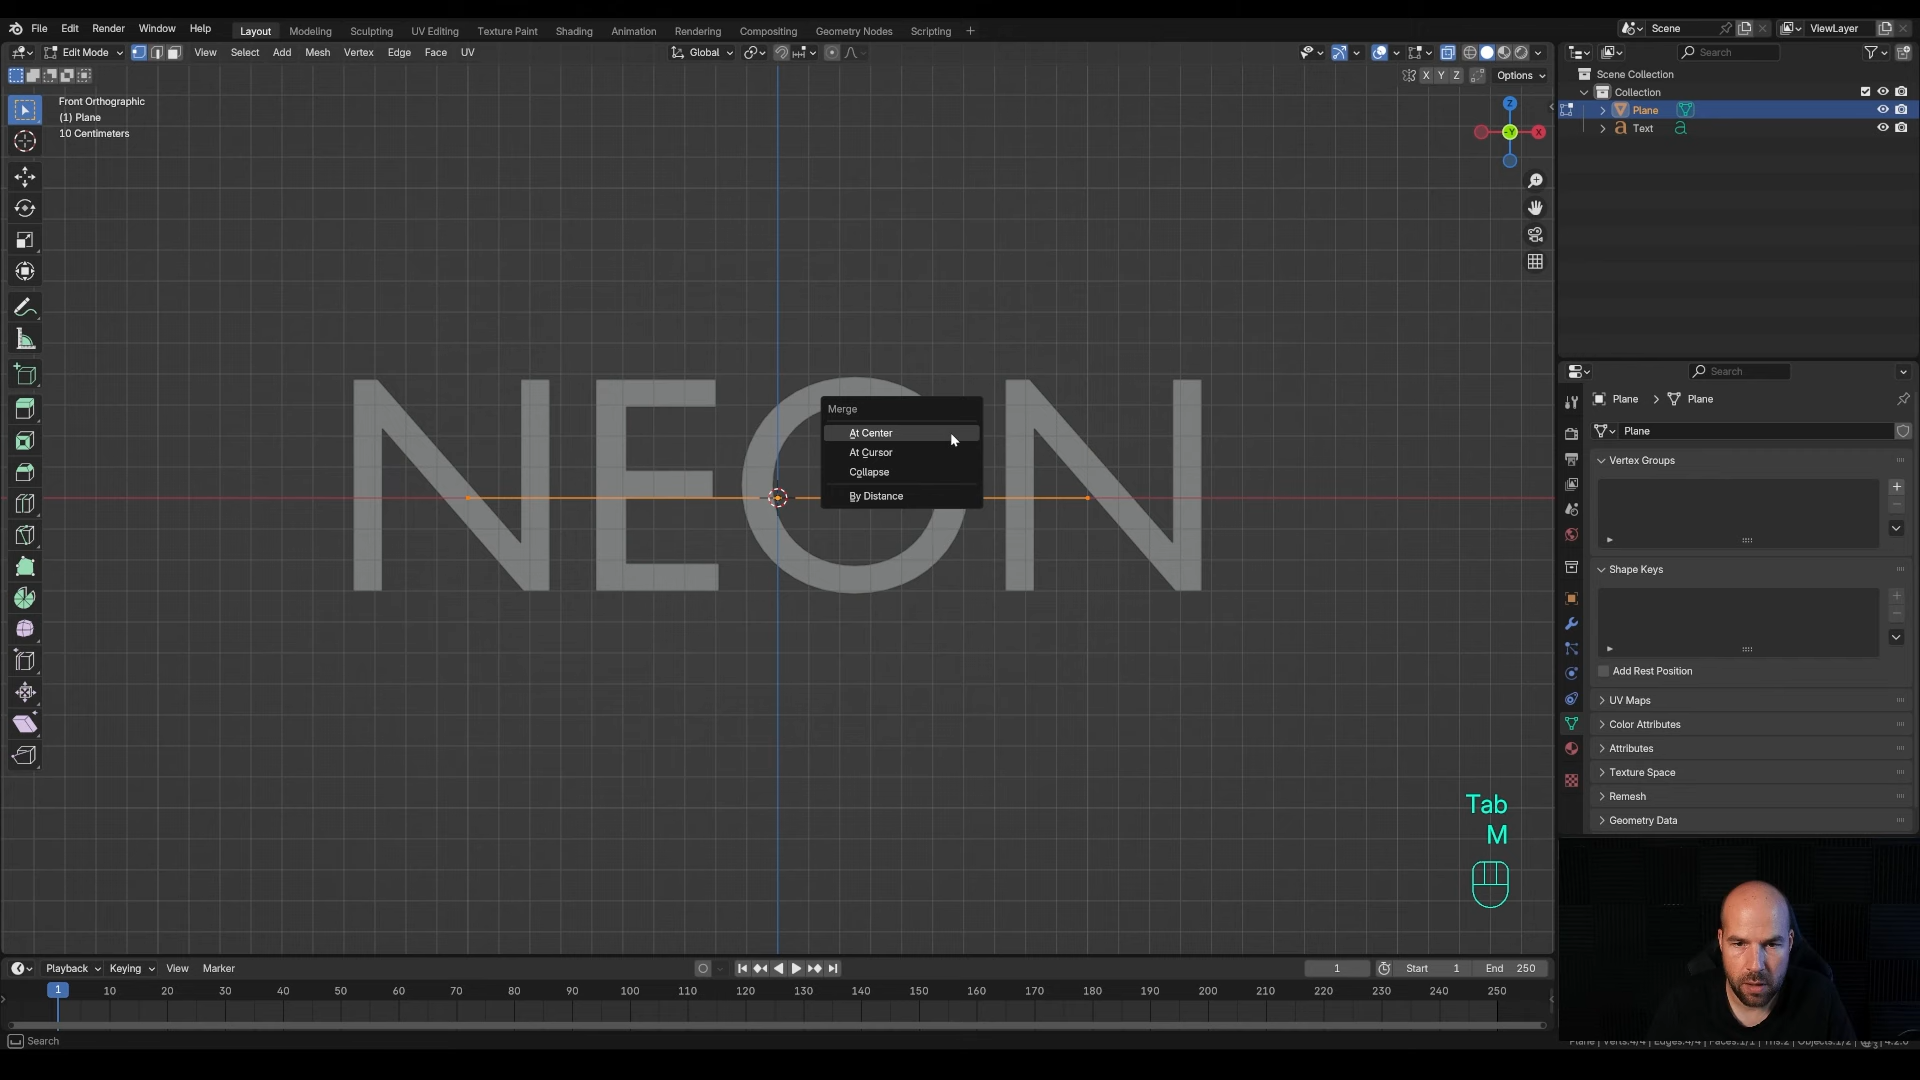 File Edit Render Window Help Layout Modeling Sculpting UV Editing Texture Paint Shading Animation Rendering Compositing Geometry Nodes Scripting + Scene ViewLayer
Edit Mode View Select Add Mesh Vertex Edge Face UV Global Search
X Y Z Options
Scene Collection
Collection
Plane
Text
Front Orthographic
(1) Plane
10 Centimeters
Z
-Y X
NEON
Merge
At Center
At Cursor
Collapse
By Distance
Search
Plane > Plane
Plane
Vertex Groups
Shape Keys
Add Rest Position
UV Maps
Color Attributes
Attributes
Texture Space
Remesh
Geometry Data
Tab
M
Playback Keying View Marker 1 Start 1 End 250
1 10 20 30 40 50 60 70 80 90 100 110 120 130 140 150 160 170 180 190 200 210 220 230 240 250
Search